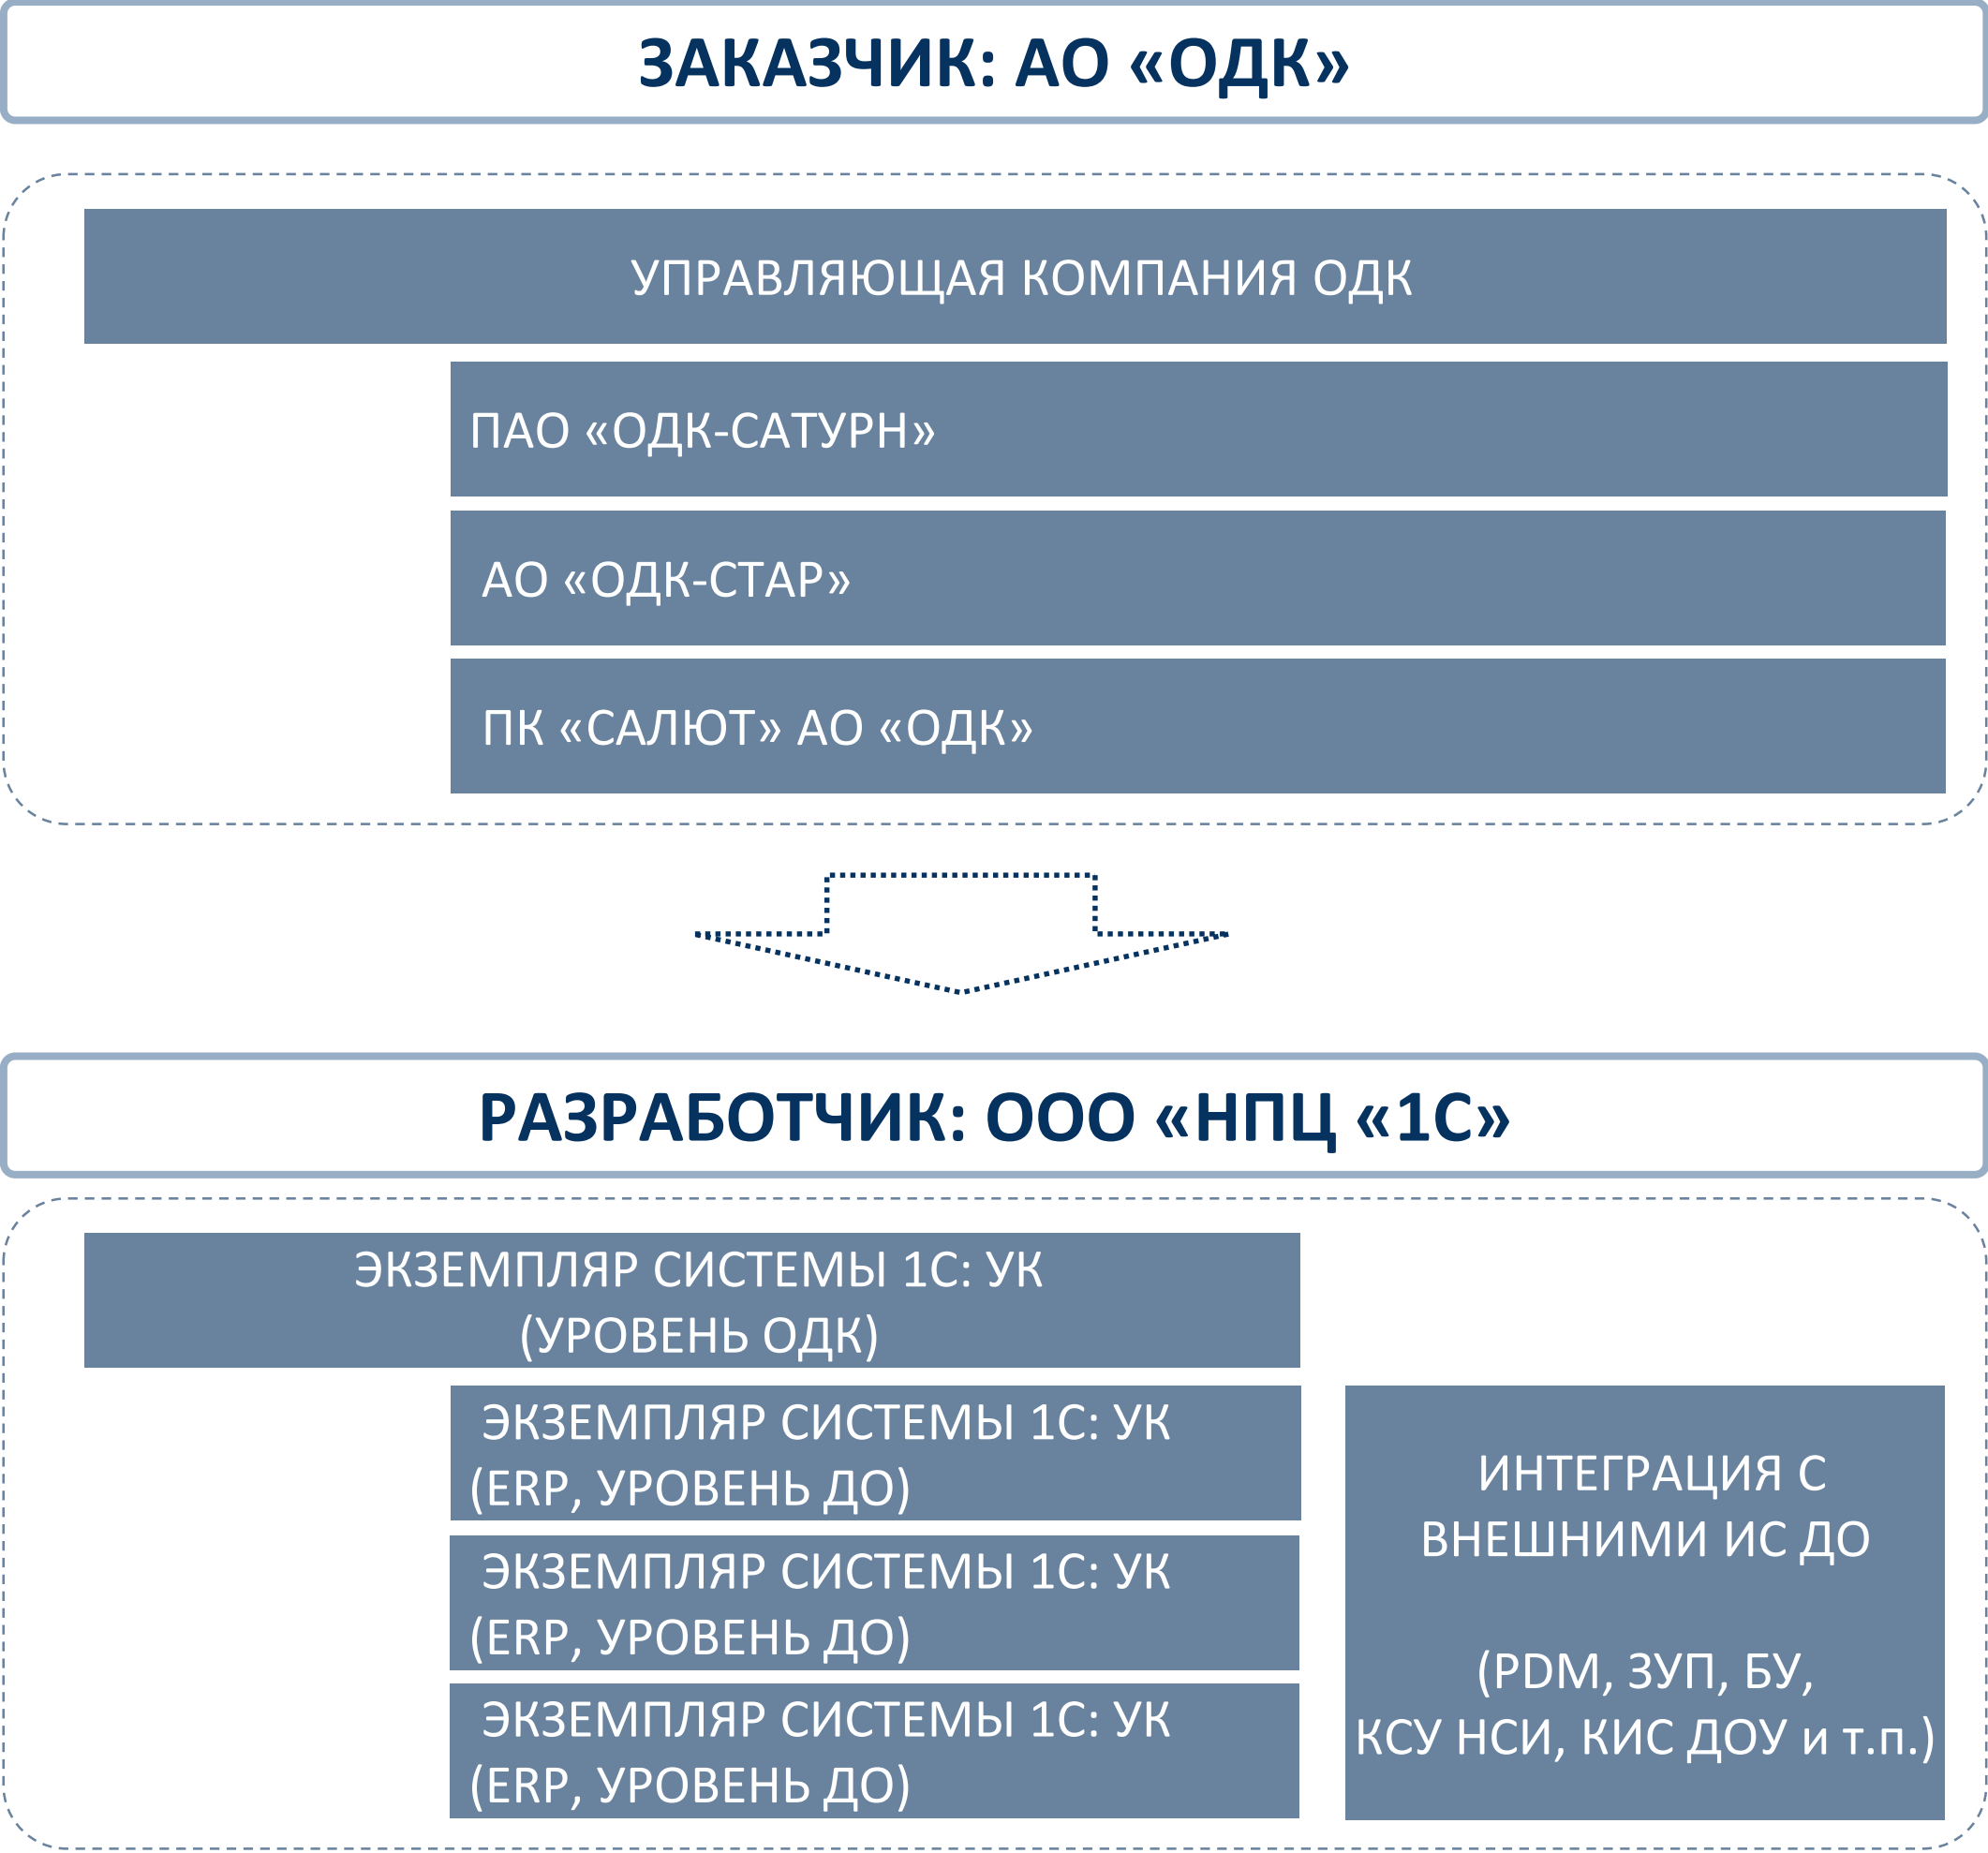 ЗАКАЗЧИК: АО «ОДК»
УПРАВЛЯЮЩАЯ КОМПАНИЯ ОДК
ПАО «ОДК-САТУРН»
АО «ОДК-СТАР»
ПК «САЛЮТ» АО «ОДК»
РАЗРАБОТЧИК: ООО «НПЦ «1С»
ЭКЗЕМПЛЯР СИСТЕМЫ 1С: УК
(УРОВЕНЬ ОДК)
ЭКЗЕМПЛЯР СИСТЕМЫ 1С: УК
(ERP, УРОВЕНЬ ДО)
ЭКЗЕМПЛЯР СИСТЕМЫ 1С: УК
(ERP, УРОВЕНЬ ДО)
ЭКЗЕМПЛЯР СИСТЕМЫ 1С: УК
(ERP, УРОВЕНЬ ДО)
ИНТЕГРАЦИЯ С
ВНЕШНИМИ ИС ДО
(PDM, ЗУП, БУ,
КСУ НСИ, КИС ДОУ и т.п.)